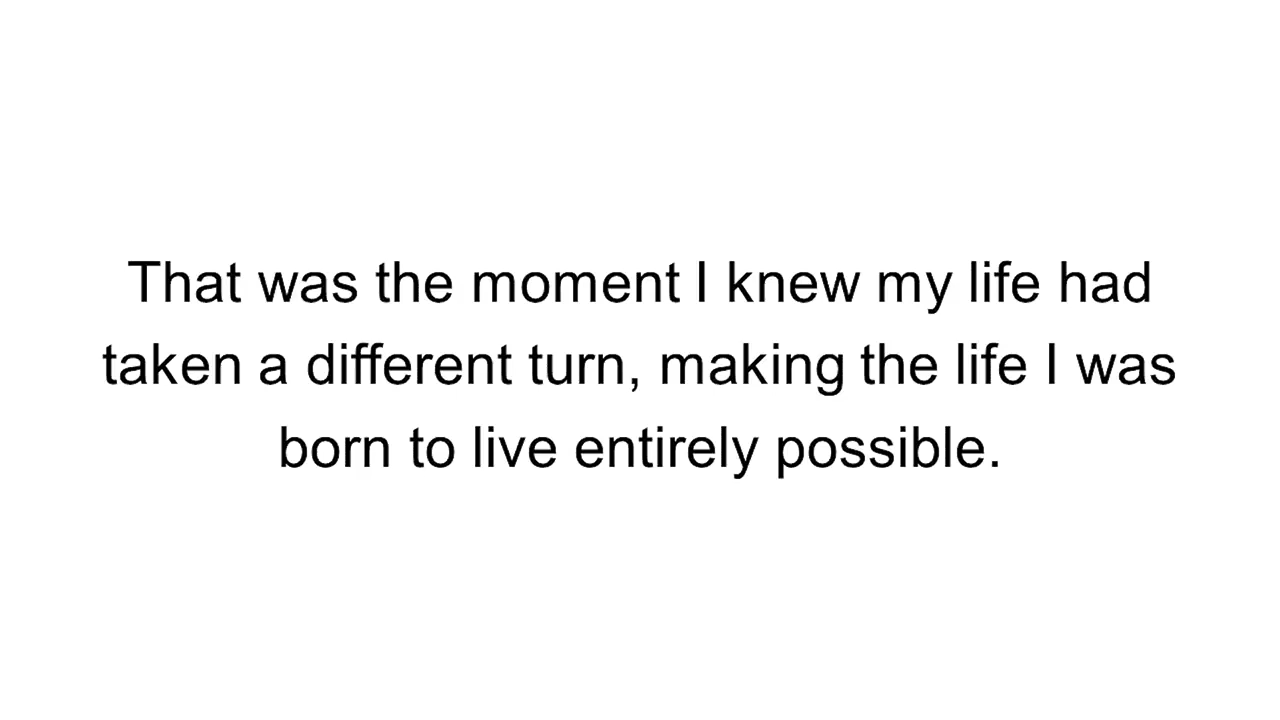 That was the moment I knew my life had
taken a different turn, making the life I was
born to live entirely possible.